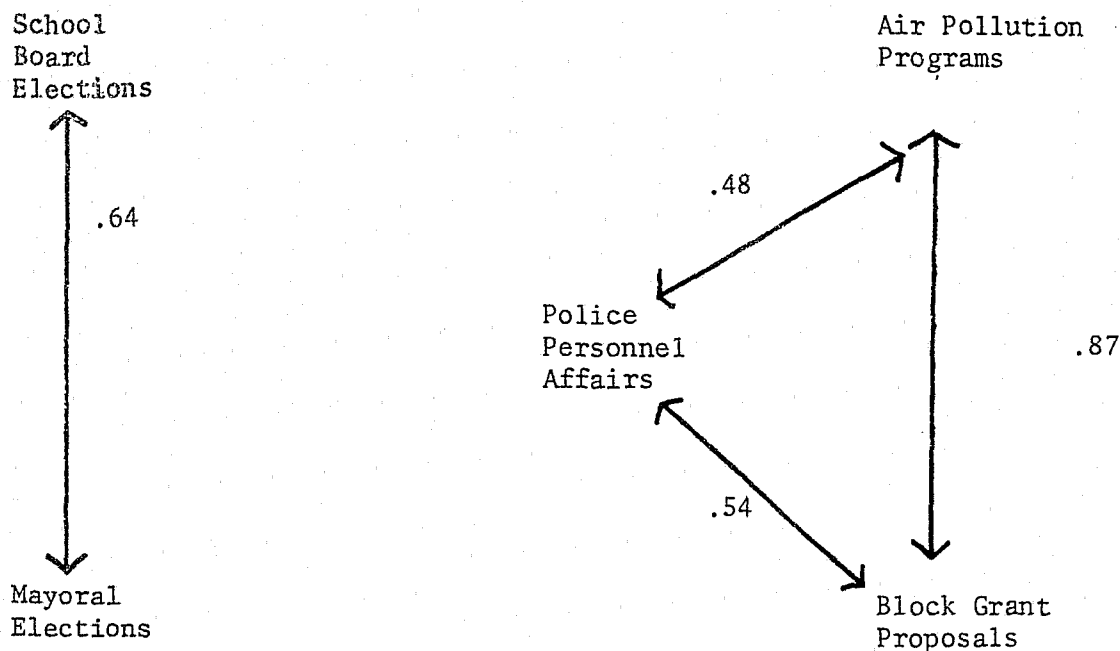 School
Board
Elections
Air Pollution
Programs
.64
.48
Police
Personnel
Affairs
.87
.54
Mayoral
Elections
Block Grant
Proposals